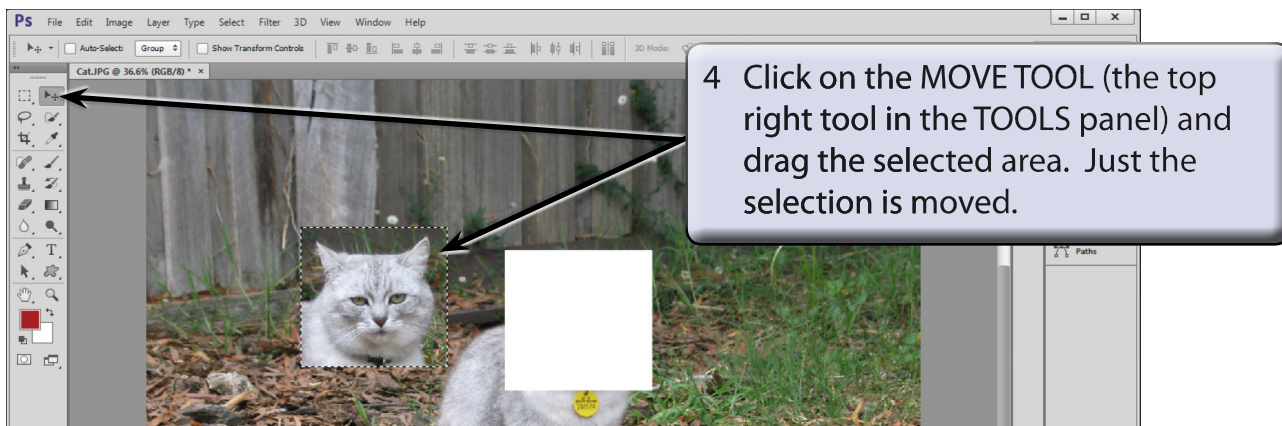 Ps File Edit Image Layer Type Select Filter 3D View Window Help
Auto-Select: Group Show Transform Controls 3D Mode:
Cat.JPG @ 36.6% (RGB/8) * ×
4 Click on the MOVE TOOL (the top
right tool in the TOOLS panel) and
drag the selected area. Just the
selection is moved.
Paths